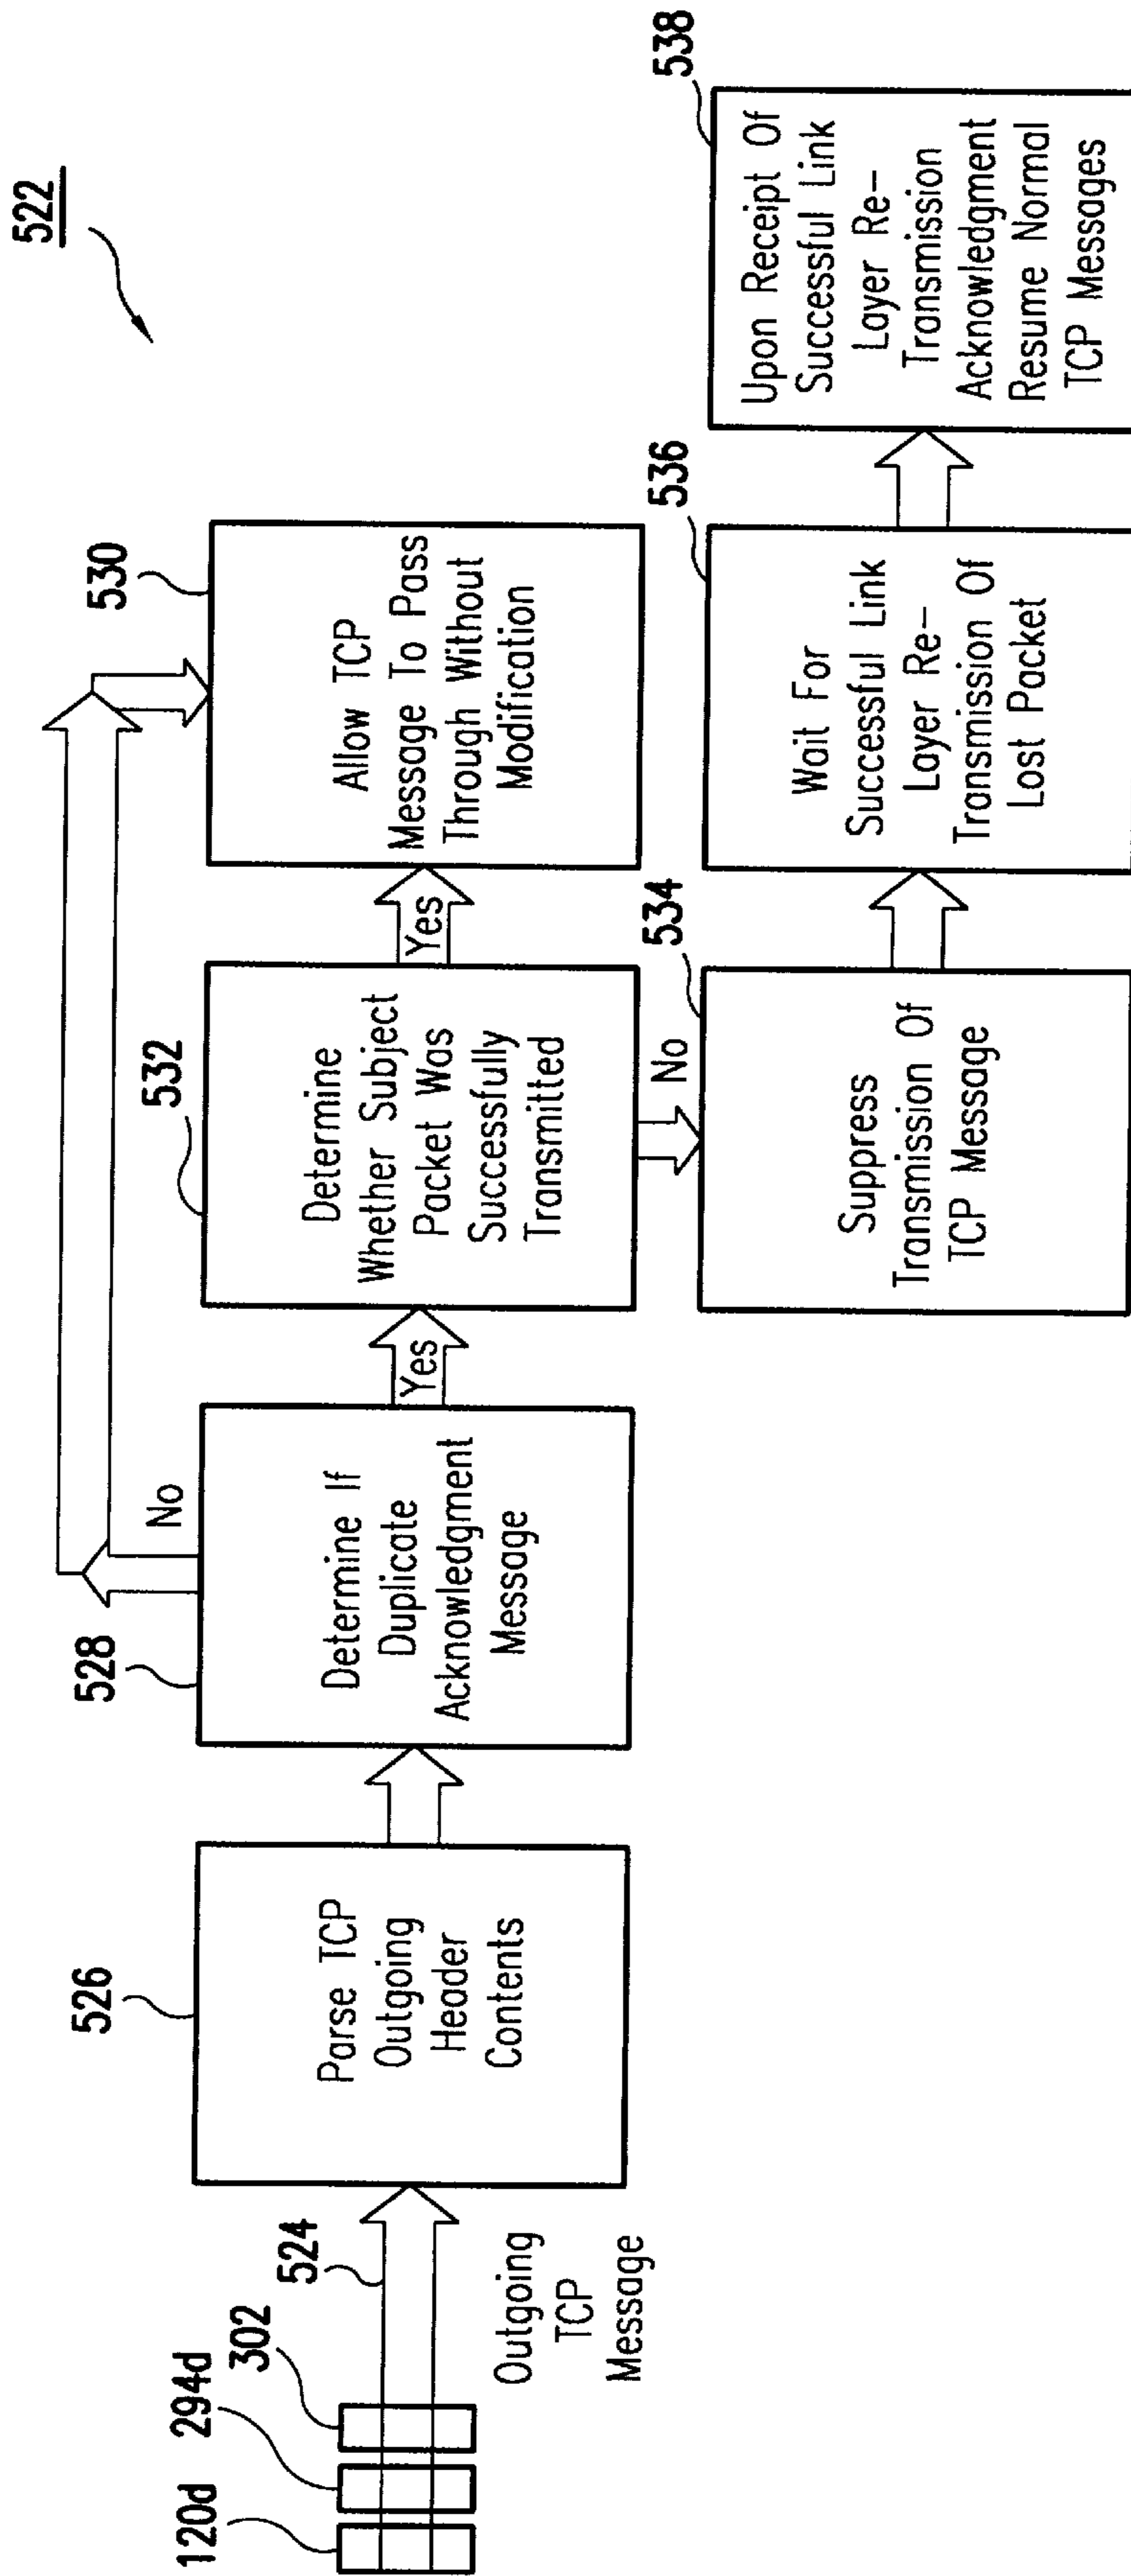 522
120d
294d
302
524
Outgoing
TCP
Message
526
Parse TCP
Outgoing
Header
Contents
528
Determine If
Duplicate
Acknowledgment
Message
No
Yes
532
Determine
Whether Subject
Packet Was
Successfully
Transmitted
Yes
No
530
Allow TCP
Message To Pass
Through Without
Modification
534
Suppress
Transmission Of
TCP Message
536
Wait For
Successful Link
Layer Re-
Transmission Of
Lost Packet
538
Upon Receipt Of
Successful Link
Layer Re-
Transmission
Acknowledgment
Resume Normal
TCP Messages